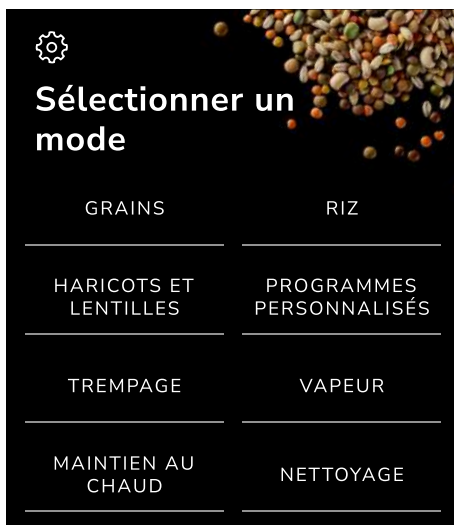 Sélectionner un
mode
GRAINS
RIZ
HARICOTS ET
LENTILLES
PROGRAMMES
PERSONNALISÉS
TREMPAGE
VAPEUR
MAINTIEN AU
CHAUD
NETTOYAGE